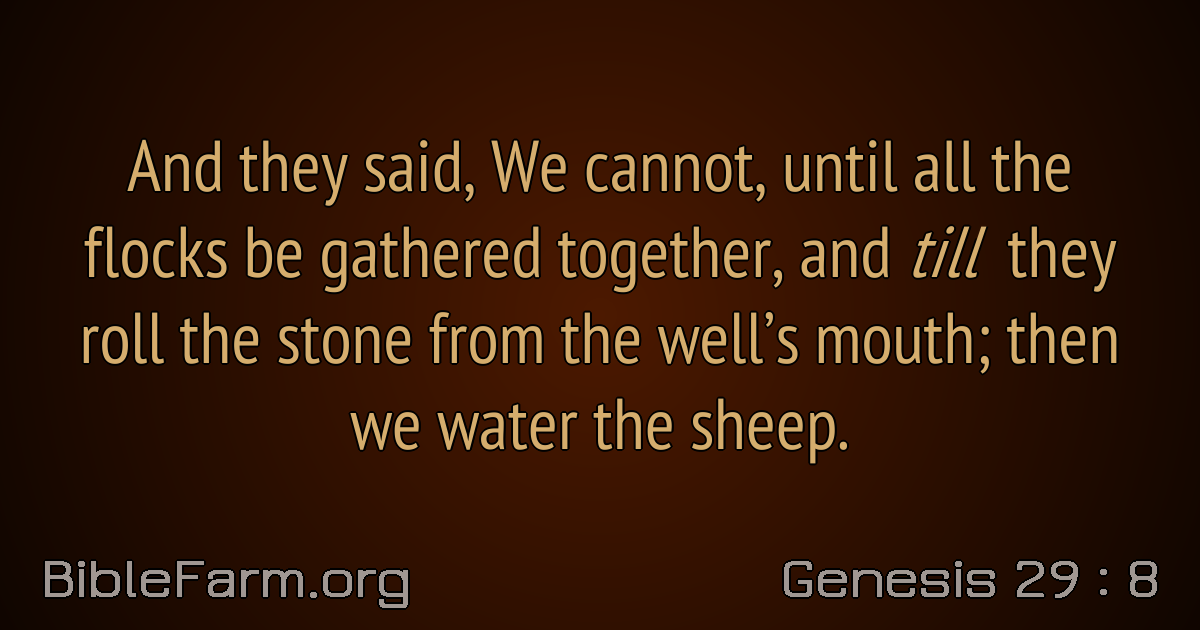 And they said, We cannot, until all the
flocks be gathered together, and till they
roll the stone from the well’s mouth; then
we water the sheep.
BibleFarm.org
Genesis 29 : 8